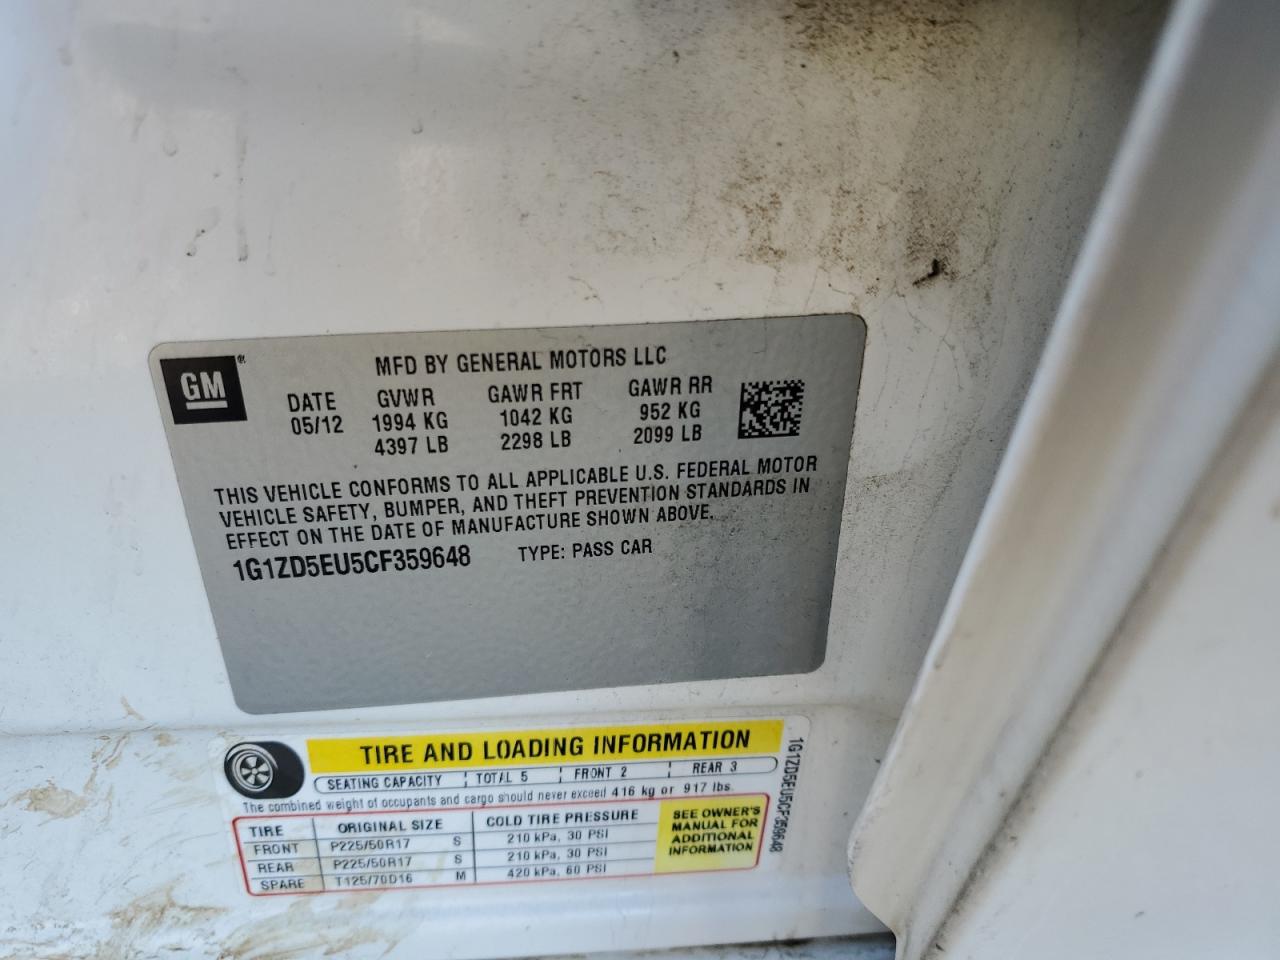 GM ®
MFD BY GENERAL MOTORS LLC
DATE GVWR GAWR FRT GAWR RR
05/12 1994 KG 1042 KG 952 KG
4397 LB 2298 LB 2099 LB
THIS VEHICLE CONFORMS TO ALL APPLICABLE U.S. FEDERAL MOTOR
VEHICLE SAFETY, BUMPER, AND THEFT PREVENTION STANDARDS IN
EFFECT ON THE DATE OF MANUFACTURE SHOWN ABOVE.
1G1ZD5EU5CF359648 TYPE: PASS CAR
TIRE AND LOADING INFORMATION
SEATING CAPACITY TOTAL 5 FRONT 2 REAR 3
The combined weight of occupants and cargo should never exceed 416 kg or 917 lbs.
TIRE ORIGINAL SIZE COLD TIRE PRESSURE
FRONT P225/50R17 S 210 kPa, 30 PSI
REAR P225/50R17 S 210 kPa, 30 PSI
SPARE T125/70D16 M 420 kPa, 60 PSI
SEE OWNER'S
MANUAL FOR
ADDITIONAL
INFORMATION
1G1ZD5EU5CF359648